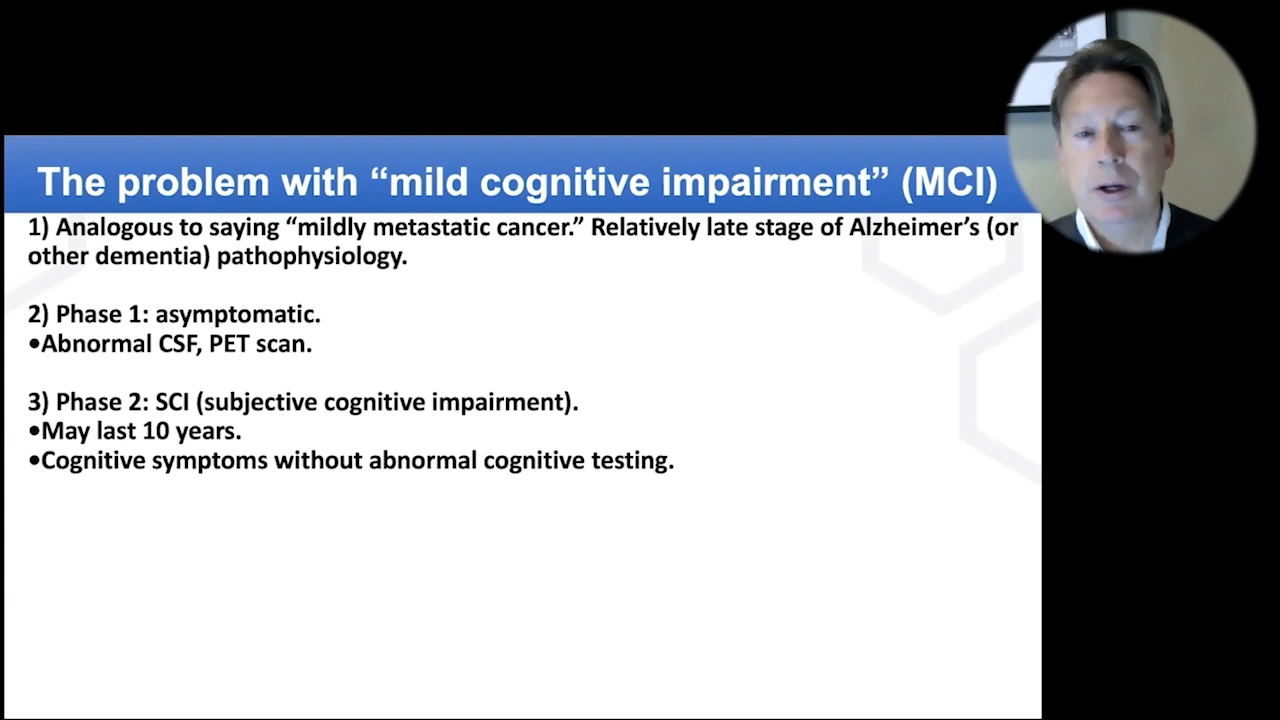 The problem with “mild cognitive impairment” (MCI)
1) Analogous to saying “mildly metastatic cancer.” Relatively late stage of Alzheimer’s (or
other dementia) pathophysiology.
2) Phase 1: asymptomatic.
•Abnormal CSF, PET scan.
3) Phase 2: SCI (subjective cognitive impairment).
•May last 10 years.
•Cognitive symptoms without abnormal cognitive testing.